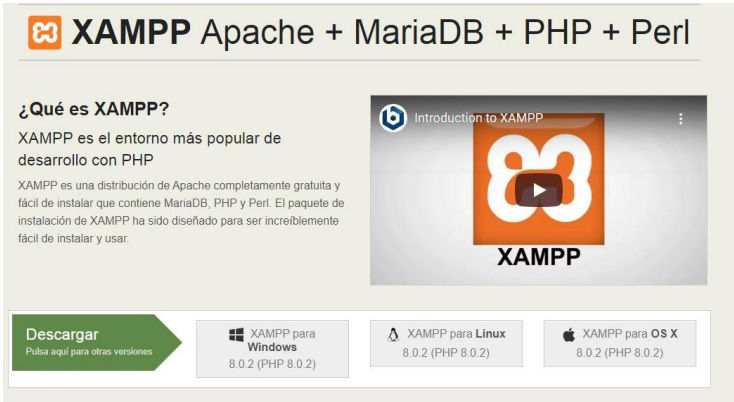 XAMPP Apache + MariaDB + PHP + Perl
¿Qué es XAMPP?
XAMPP es el entorno más popular de
desarrollo con PHP
XAMPP es una distribución de Apache completamente gratuita y
fácil de instalar que contiene MariaDB, PHP y Perl. El paquete de
instalación de XAMPP ha sido diseñado para ser increíblemente
fácil de instalar y usar.
Introduction to XAMPP
XAMPP
Descargar
Pulsa aquí para otras versiones
XAMPP para
Windows
8.0.2 (PHP 8.0.2)
XAMPP para Linux
8.0.2 (PHP 8.0.2)
XAMPP para OS X
8.0.2 (PHP 8.0.2)